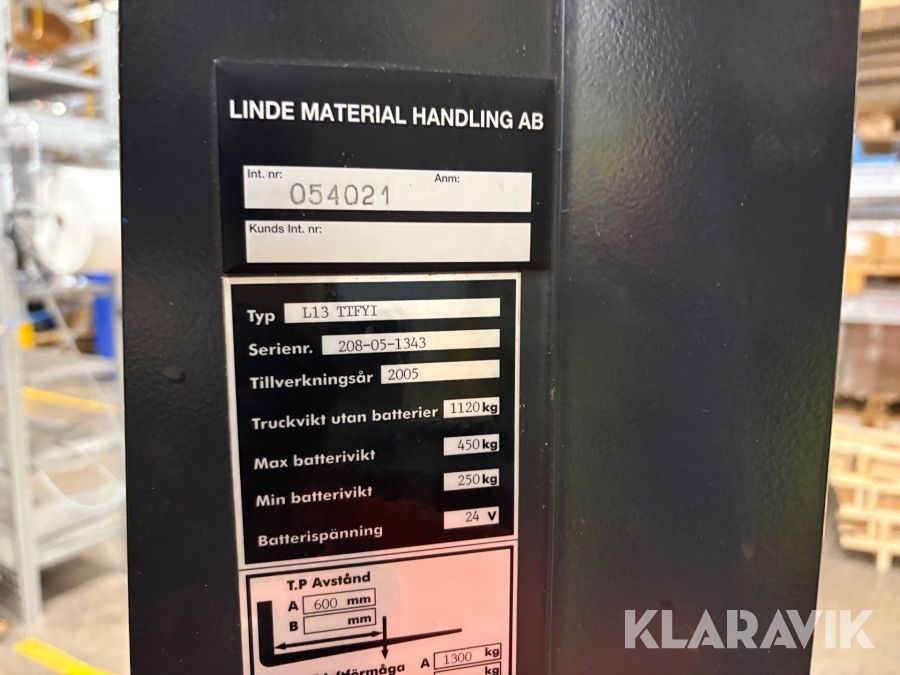 LINDE MATERIAL HANDLING AB
Int. nr: 054021 Anm:
Kunds Int. nr:
Typ L13 TTFYI
Serienr. 208-05-1343
Tillverkningsår 2005
Truckvikt utan batterier 1120 kg
Max batterivikt 450 kg
Min batterivikt 250 kg
Batterispänning 24 V
T.P Avstånd
A 600 mm
B mm
A 1300 kg
kg
KLARAVIK